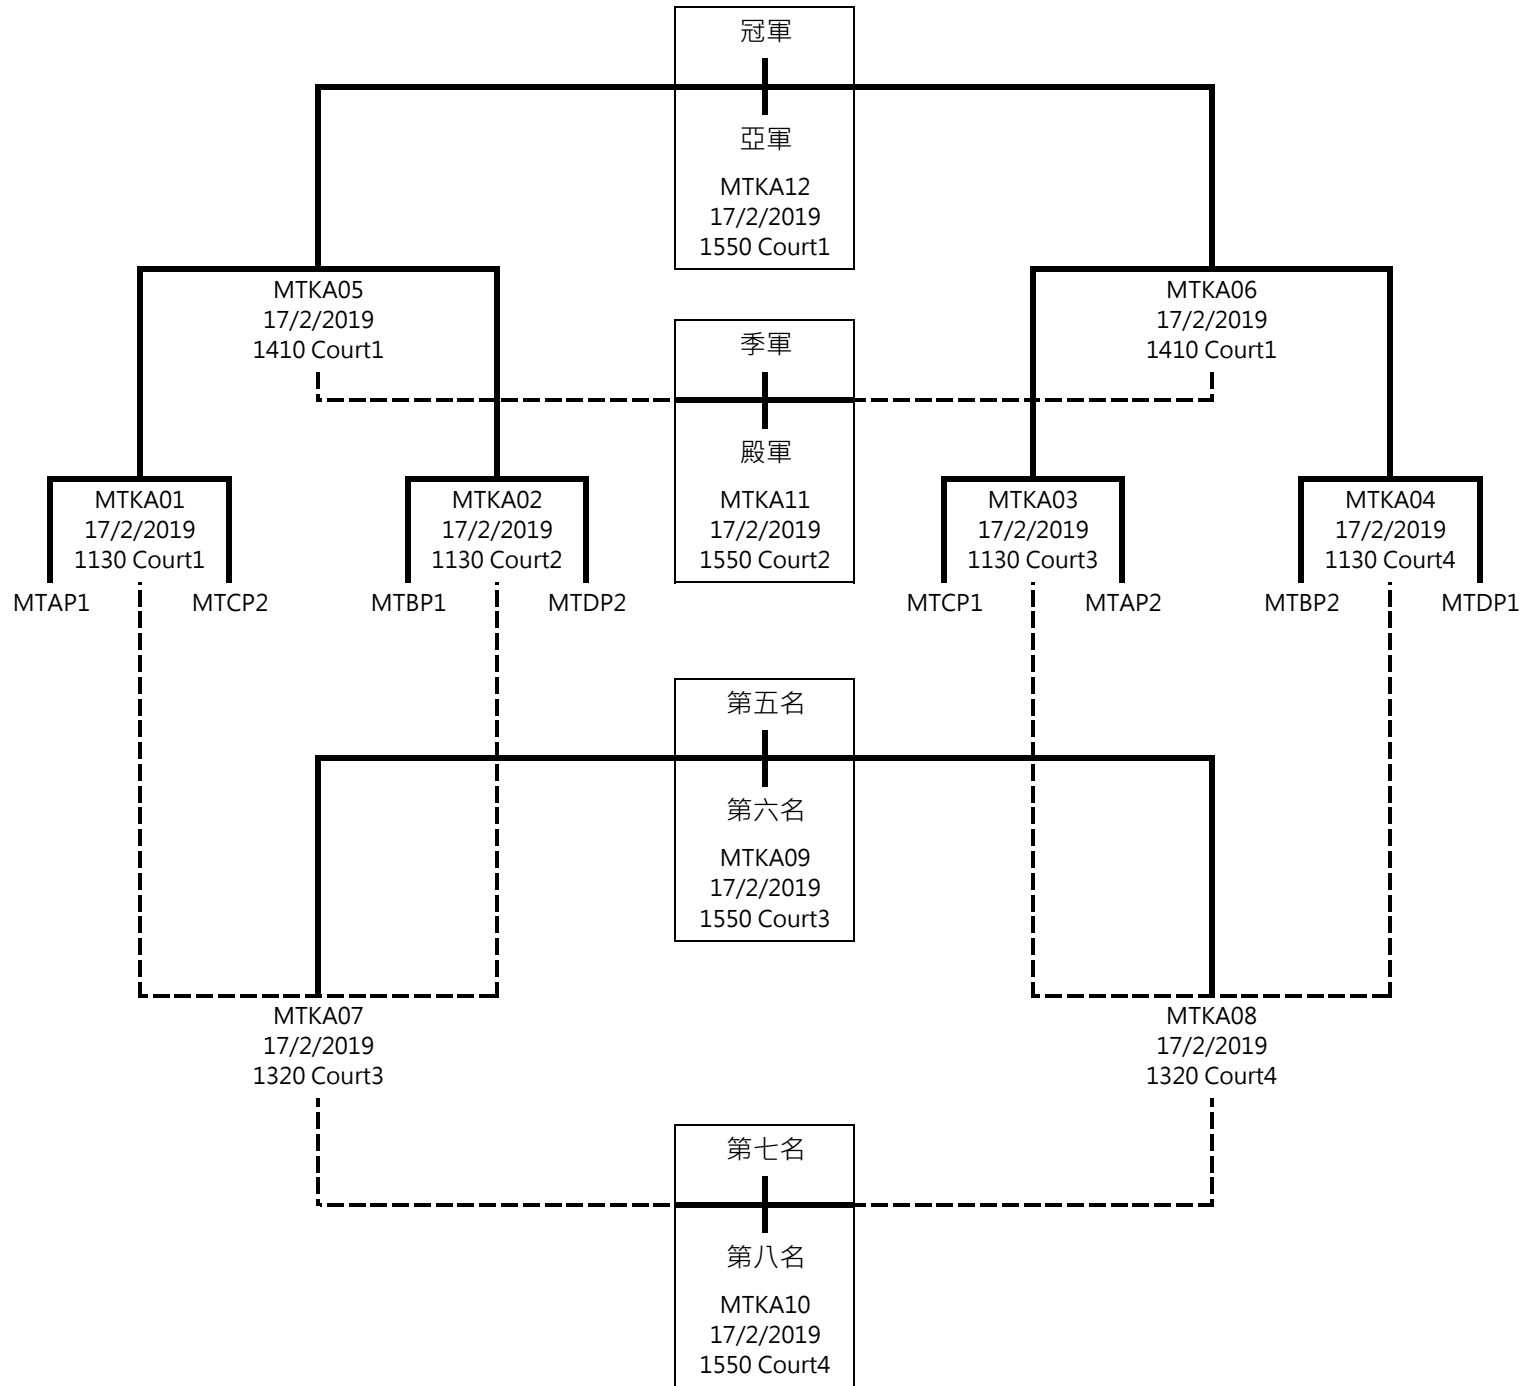 冠軍
亞軍
MTKA12
17/2/2019
1550 Court1
MTKA05
17/2/2019
1410 Court1
MTKA06
17/2/2019
1410 Court1
季軍
殿軍
MTKA11
17/2/2019
1550 Court2
MTKA01
17/2/2019
1130 Court1
MTKA02
17/2/2019
1130 Court2
MTKA03
17/2/2019
1130 Court3
MTKA04
17/2/2019
1130 Court4
MTAP1
MTCP2
MTBP1
MTDP2
MTCP1
MTAP2
MTBP2
MTDP1
第五名
第六名
MTKA09
17/2/2019
1550 Court3
MTKA07
17/2/2019
1320 Court3
MTKA08
17/2/2019
1320 Court4
第七名
第八名
MTKA10
17/2/2019
1550 Court4